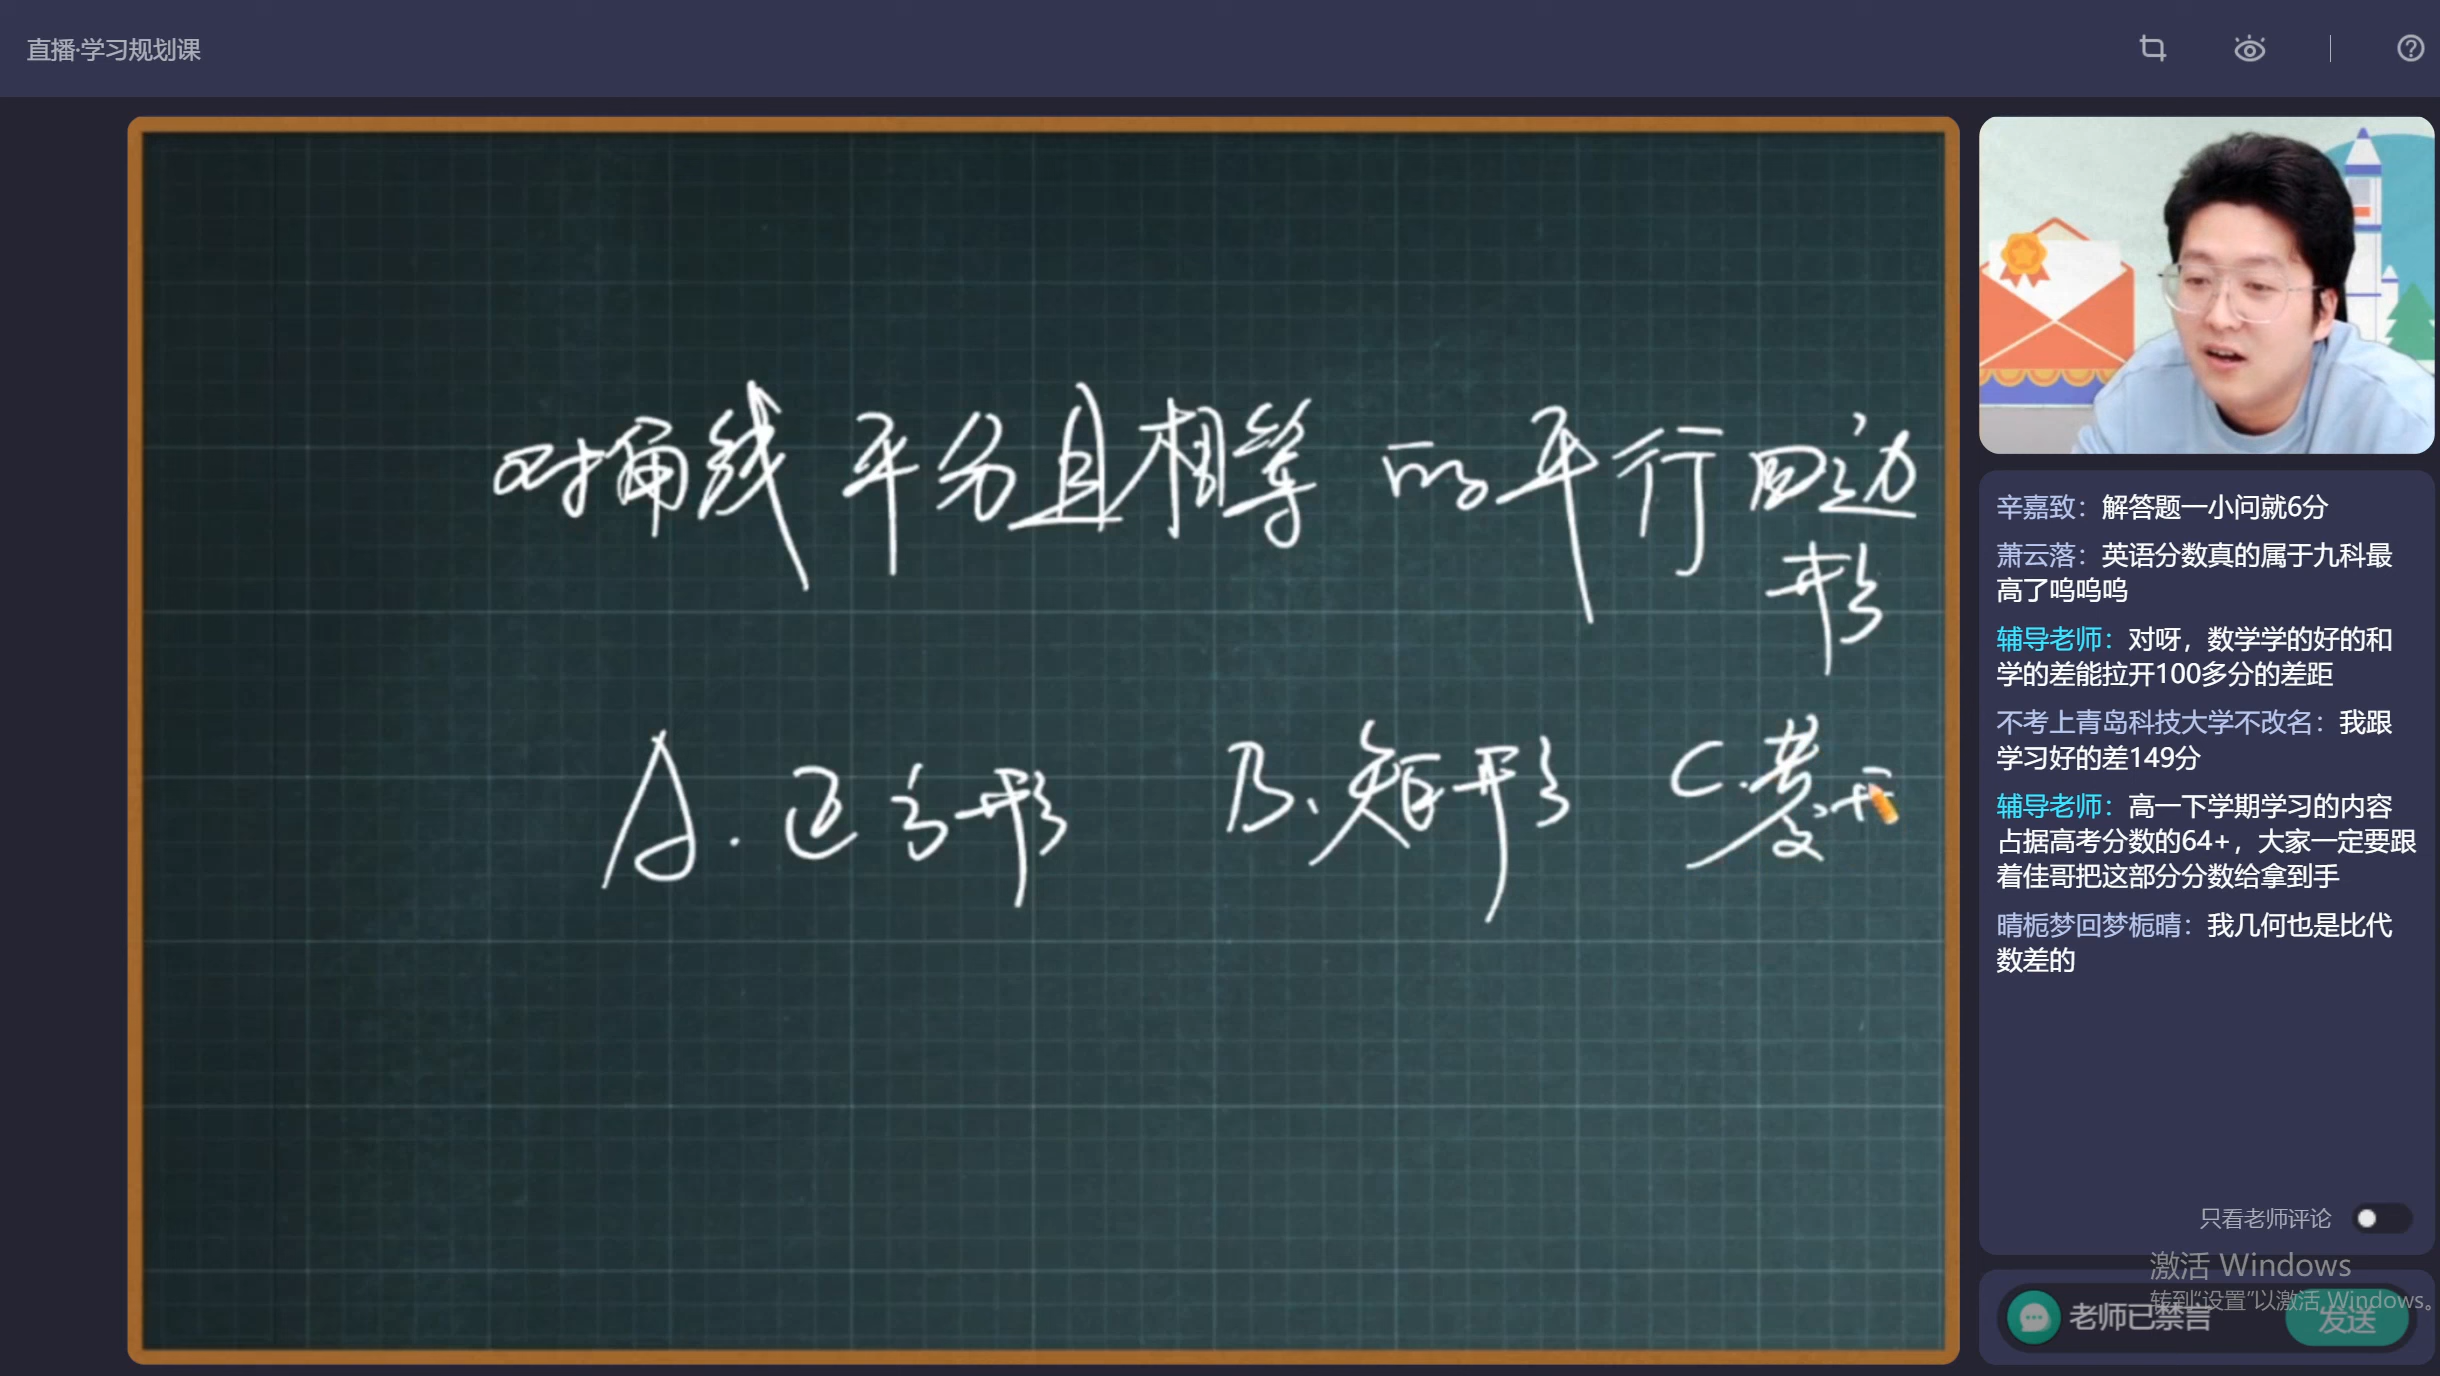 直播·学习规划课
对角线平分且相等的平行四边
形
A.正方形 B.矩形 C.菱开
辛嘉致：解答题一小问就6分
萧云落：英语分数真的属于九科最
高了呜呜呜
辅导老师：对呀，数学学的好的和
学的差能拉开100多分的差距
不考上青岛科技大学不改名：我跟
学习好的差149分
辅导老师：高一下学期学习的内容
占据高考分数的64+，大家一定要跟
着佳哥把这部分分数给拿到手
晴栀梦回梦栀晴：我几何也是比代
数差的
只看老师评论
激活 Windows
转到“设置”以激活 Windows。
老师已禁言 发送